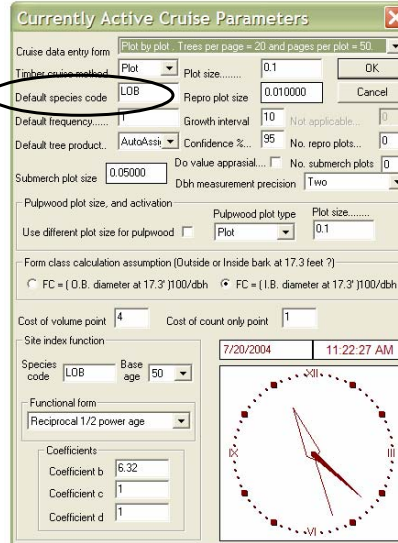 Currently Active Cruise Parameters X
Cruise data entry form Plot by plot . Trees per page = 20 and pages per plot = 50.
Timber cruise method Plot Plot size........ 0.1 OK
Default species code LOB Repro plot size 0.010000 Cancel
Default frequency...... 1 Growth interval 10 Not applicable... 0
Default tree product.. AutoAssi Confidence %... 95 No. repro plots... 0
Do value apprasial.... No. submerch plots 0
Submerch plot size 0.05000 Dbh measurement precision Two
Pulpwood plot size, and activation
Pulpwood plot type Plot size........
Use different plot size for pulpwood Plot 0.1
Form class calculation assumption (Outside or Inside bark at 17.3 feet ?)
FC = ( O.B. diameter at 17.3' )100/dbh FC = ( I.B. diameter at 17.3' )100/dbh
Cost of volume point 4 Cost of count only point 1
Site index function
7/20/2004 11:22:27 AM
Species code LOB Base age 50
XII
Functional form
Reciprocal 1/2 power age
IX III
Coefficients
Coefficient b 6.32
Coefficient c 1
Coefficient d 1
VI